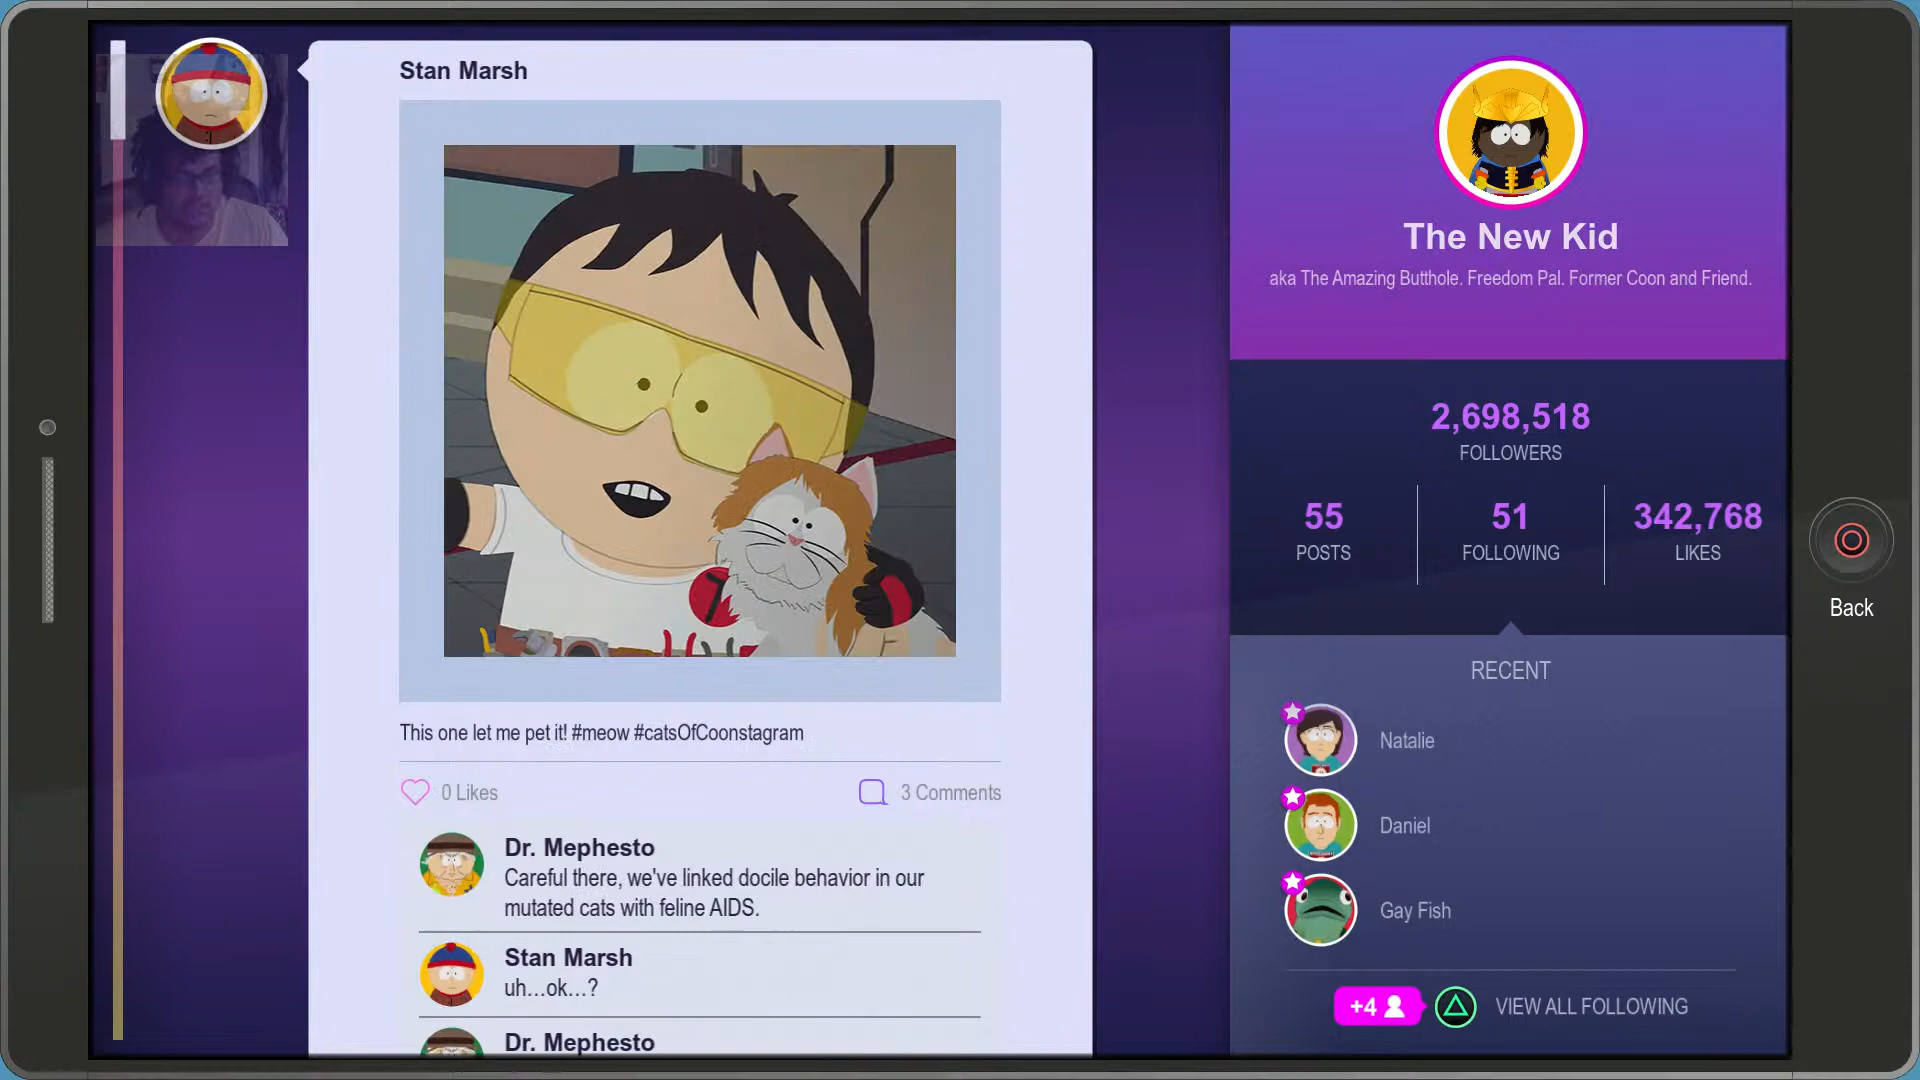 Stan Marsh
This one let me pet it! #meow #catsOfCoonstagram
0 Likes
3 Comments
Dr. Mephesto
Careful there, we've linked docile behavior in our
mutated cats with feline AIDS.
Stan Marsh
uh...ok...?
Dr. Mephesto
The New Kid
aka The Amazing Butthole. Freedom Pal. Former Coon and Friend.
2,698,518
FOLLOWERS
55
POSTS
51
FOLLOWING
342,768
LIKES
RECENT
Natalie
Daniel
Gay Fish
+4
VIEW ALL FOLLOWING
Back